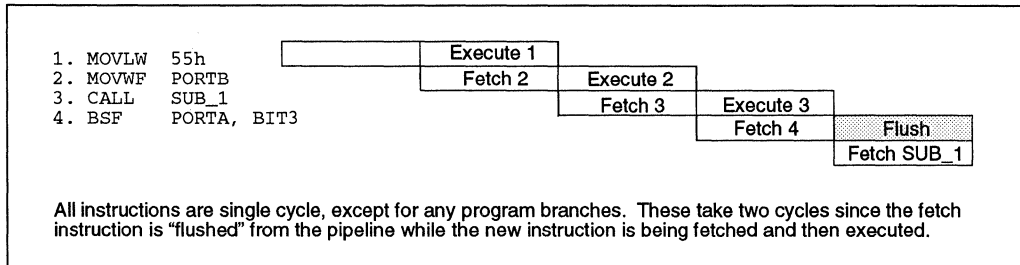 1. MOVLW 55h
2. MOVWF PORTB
3. CALL SUB_1
4. BSF PORTA, BIT3
Execute 1
Fetch 2 Execute 2
Fetch 3 Execute 3
Fetch 4 Flush
Fetch SUB_1
All instructions are single cycle, except for any program branches. These take two cycles since the fetch
instruction is “flushed” from the pipeline while the new instruction is being fetched and then executed.